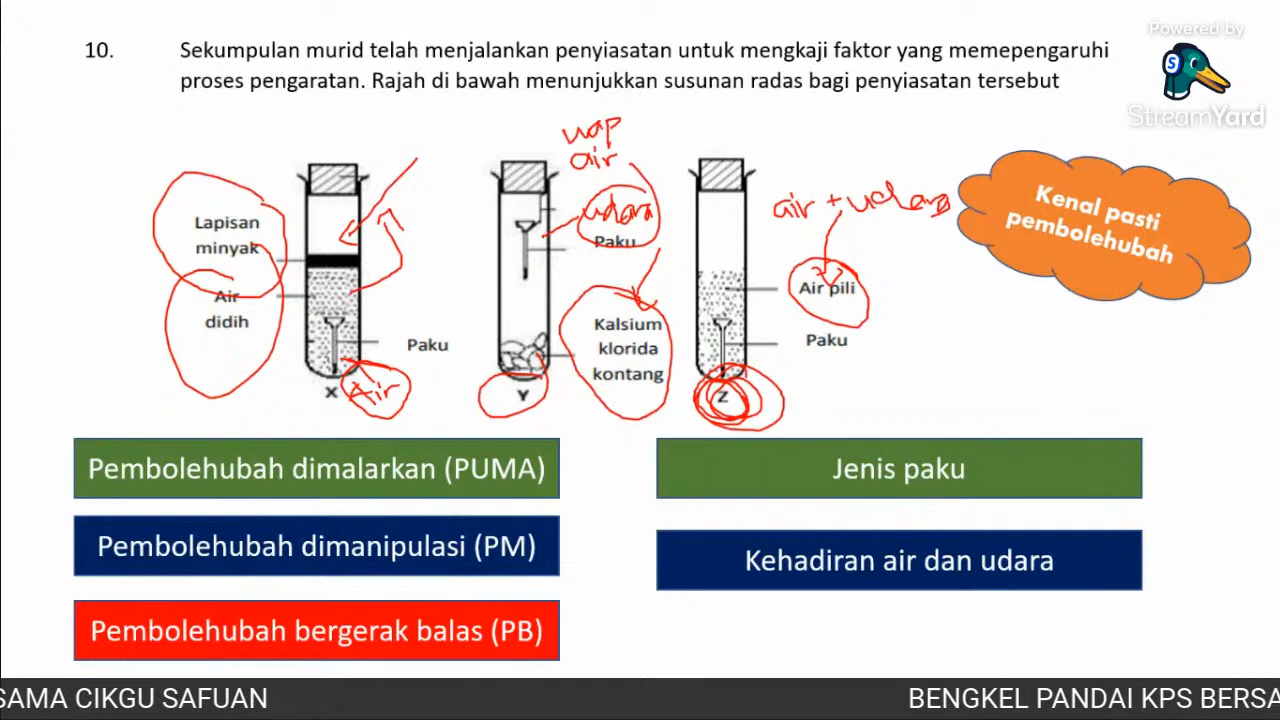 Powered by
StreamYard
10.
Sekumpulan murid telah menjalankan penyiasatan untuk mengkaji faktor yang memepengaruhi
proses pengaratan. Rajah di bawah menunjukkan susunan radas bagi penyiasatan tersebut
uap
air
Lapisan
minyak
Air
didih
Paku
X
Air
udara
Paku
Kalsium
klorida
kontang
Y
air + udara
Air pili
Paku
Z
Kenal pasti
pembolehubah
Pembolehubah dimalarkan (PUMA)
Jenis paku
Pembolehubah dimanipulasi (PM)
Kehadiran air dan udara
Pembolehubah bergerak balas (PB)
SAMA CIKGU SAFUAN
BENGKEL PANDAI KPS BERSA